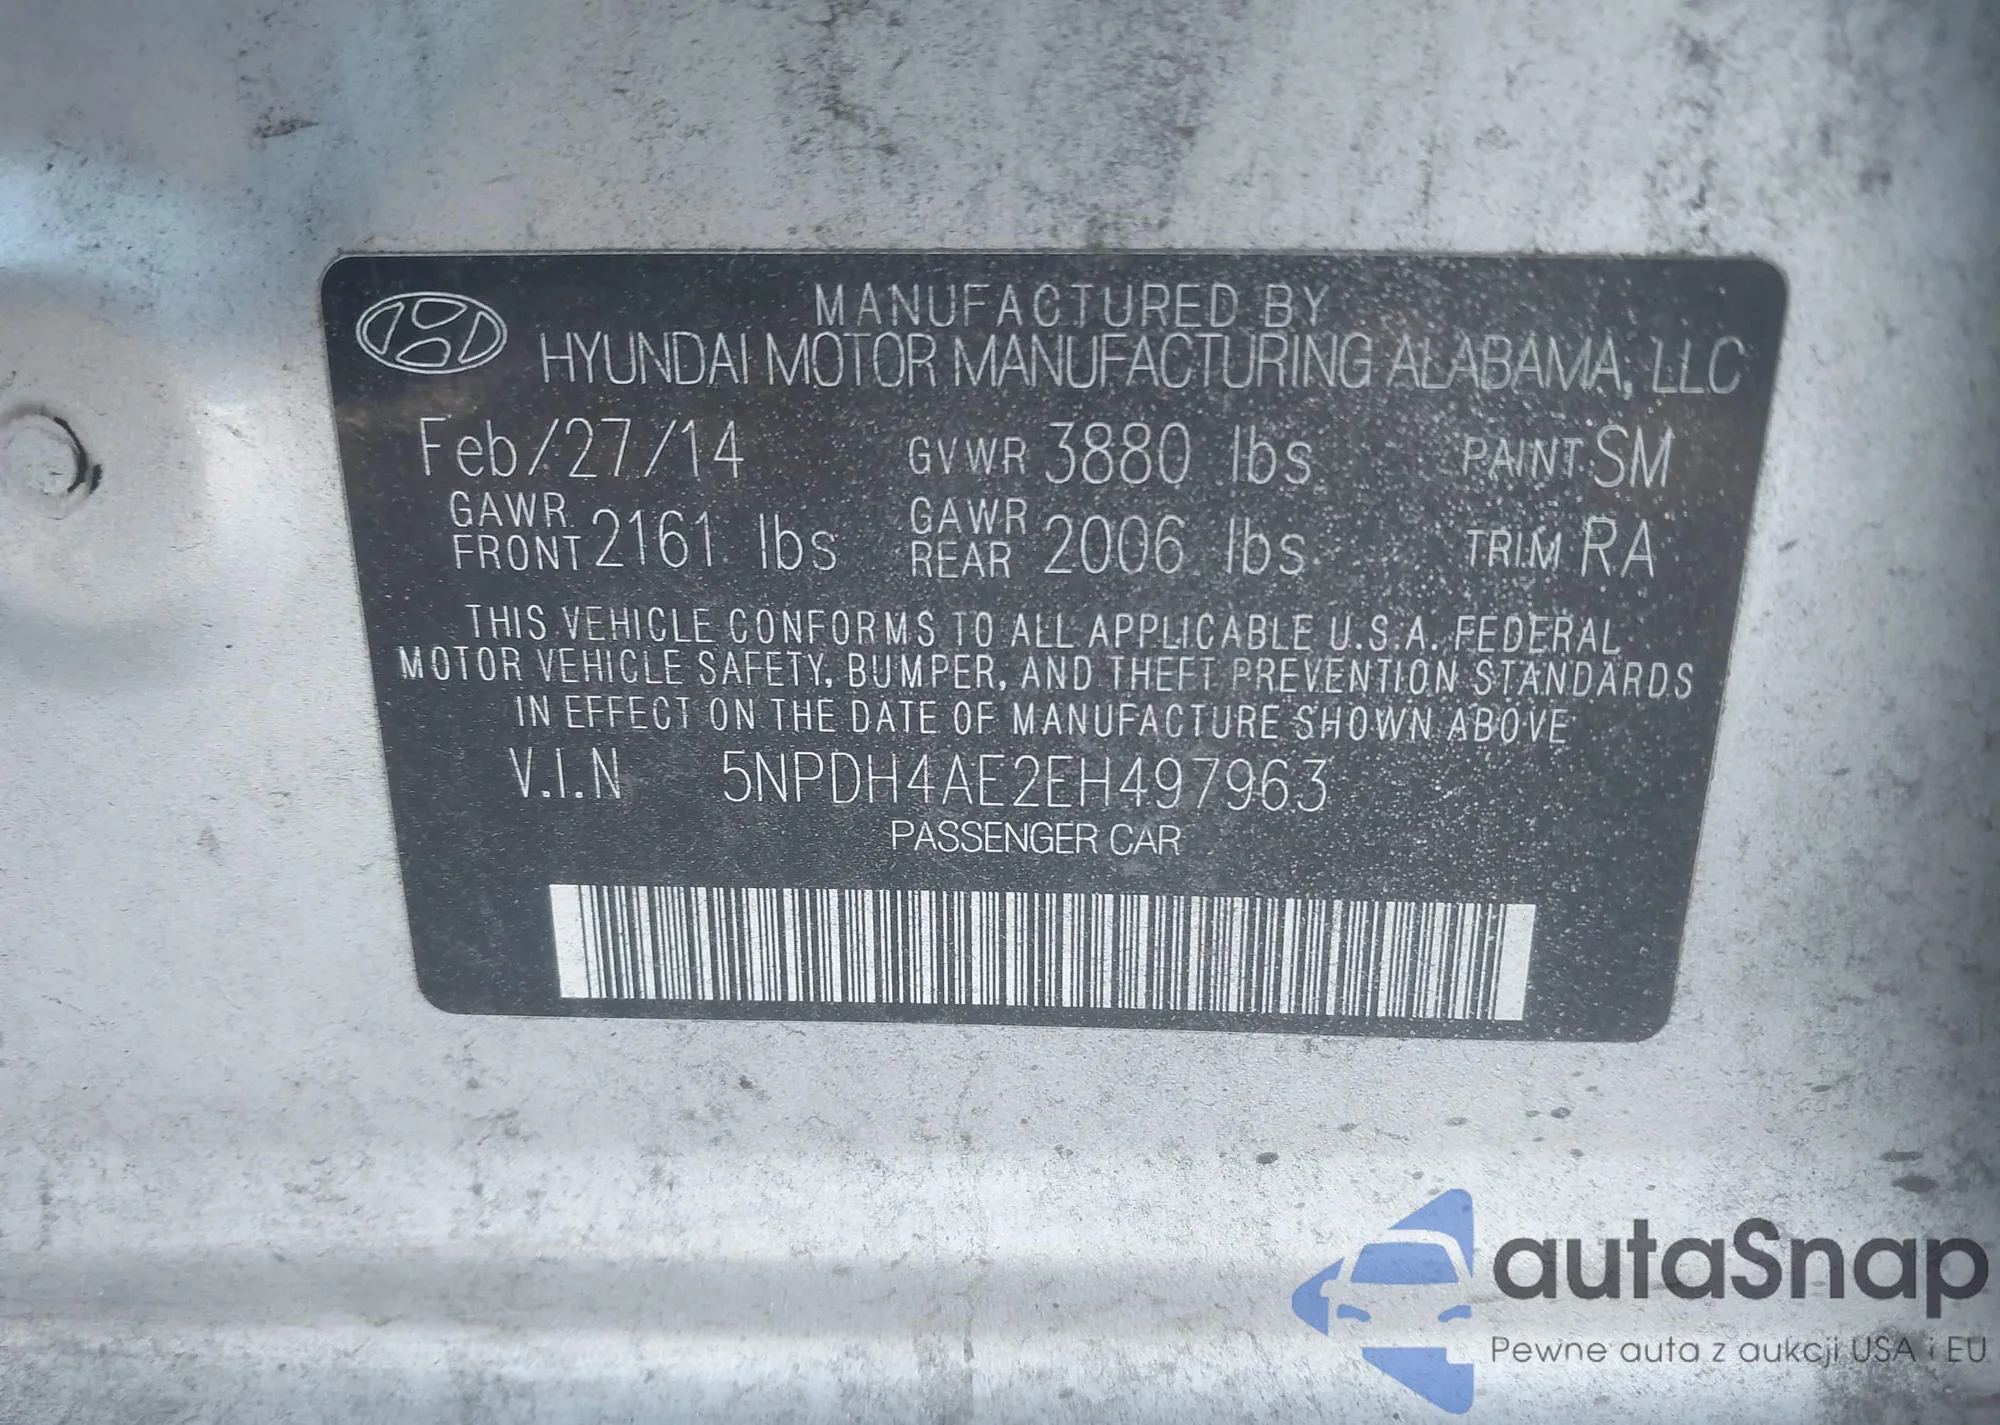 MANUFACTURED BY
HYUNDAI MOTOR MANUFACTURING ALABAMA, LLC
Feb/27/14 GVWR 3880 lbs PAINT:SM
GAWR FRONT 2161 lbs GAWR REAR 2006 lbs TRIM RA
THIS VEHICLE CONFORMS TO ALL APPLICABLE U.S.A. FEDERAL
MOTOR VEHICLE SAFETY, BUMPER, AND THEFT PREVENTION STANDARDS
IN EFFECT ON THE DATE OF MANUFACTURE SHOWN ABOVE
V.I.N 5NPDH4AE2EH497963
PASSENGER CAR
autaSnap
Pewne auta z aukcji USA i EU